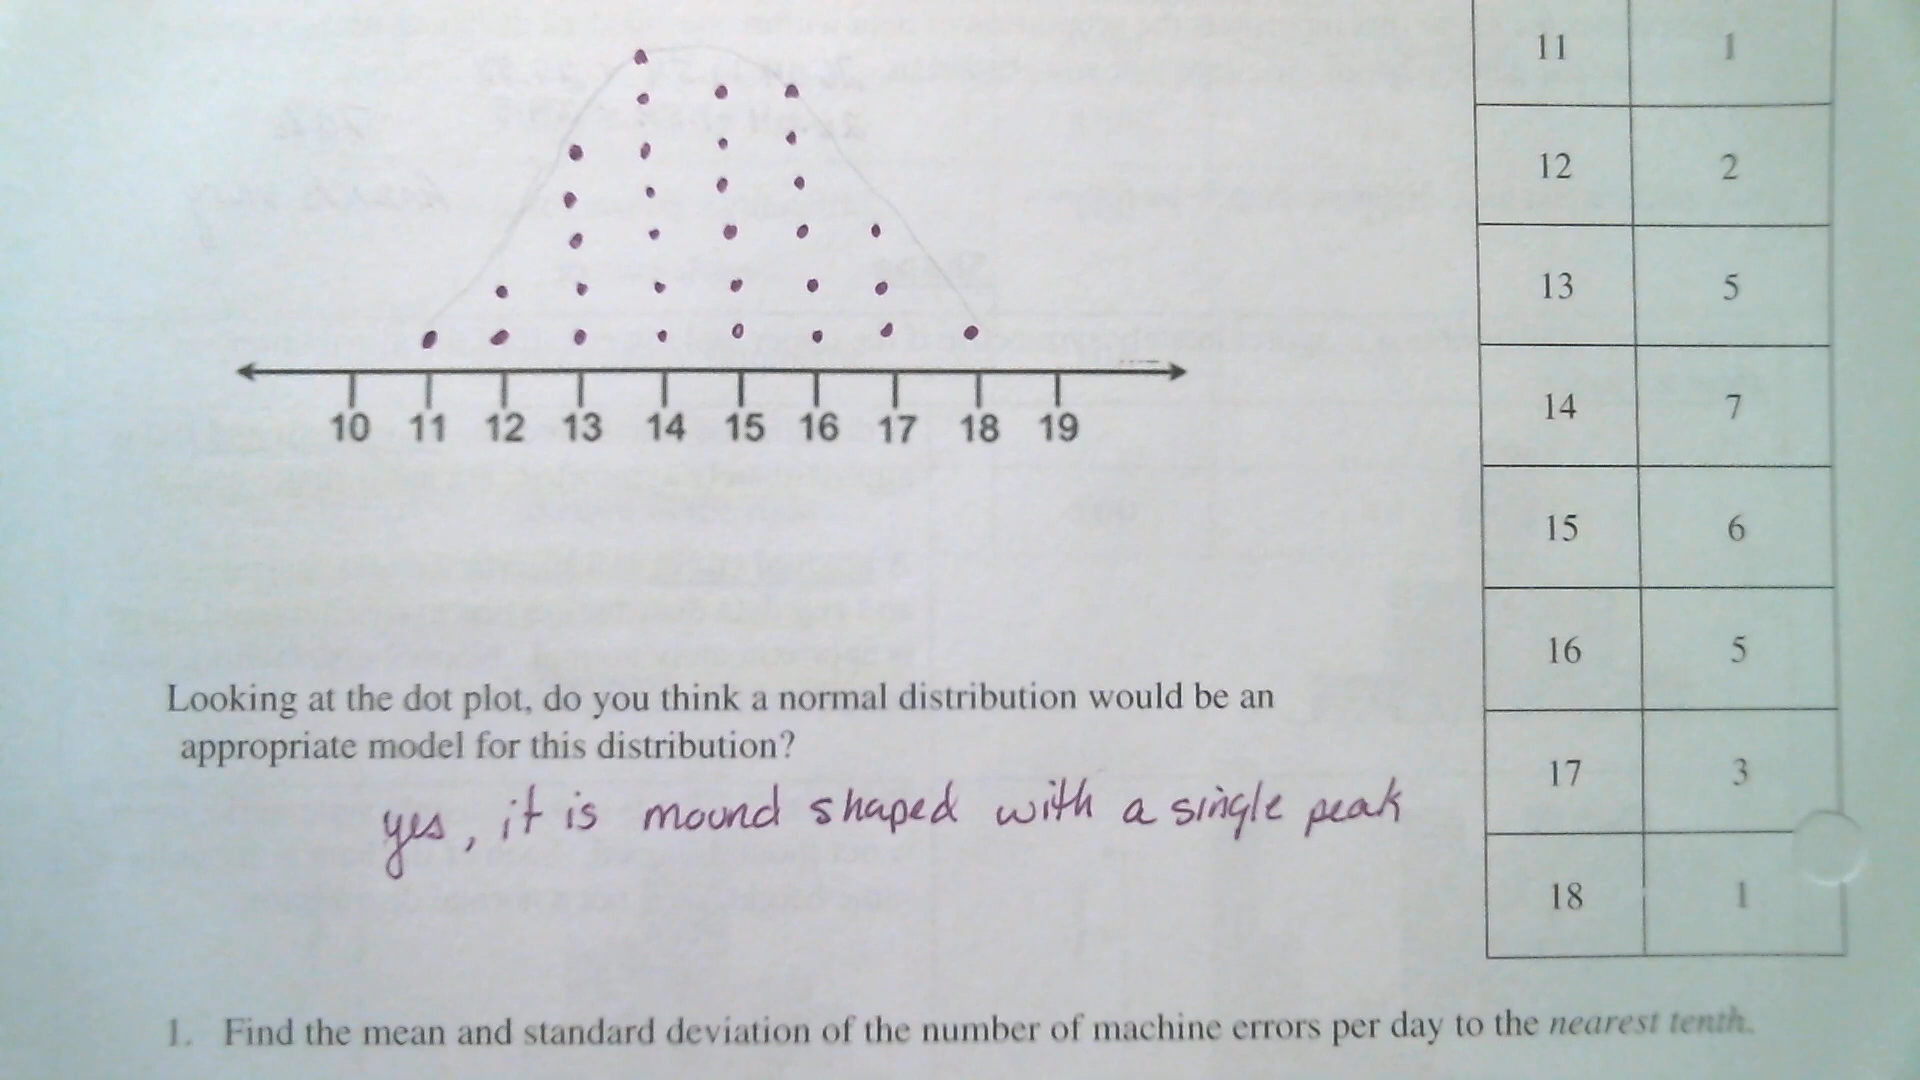 11 1
12 2
13 5
14 7
15 6
16 5
17 3
18 1
10 11 12 13 14 15 16 17 18 19
Looking at the dot plot, do you think a normal distribution would be an
appropriate model for this distribution?
yes, it is mound shaped with a single peak
1. Find the mean and standard deviation of the number of machine errors per day to the nearest tenth.